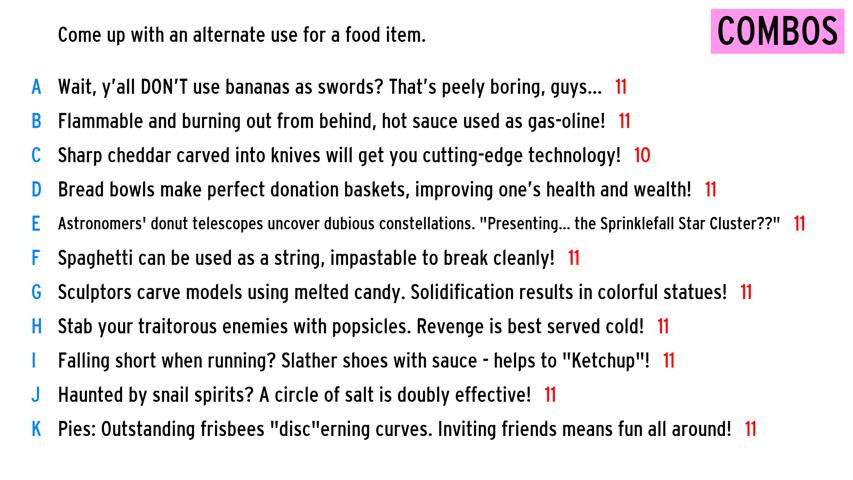 Come up with an alternate use for a food item.
COMBOS
A Wait, y'all DON'T use bananas as swords? That's peely boring, guys... 11
B Flammable and burning out from behind, hot sauce used as gas-oline! 11
C Sharp cheddar carved into knives will get you cutting-edge technology! 10
D Bread bowls make perfect donation baskets, improving one's health and wealth! 11
E Astronomers' donut telescopes uncover dubious constellations. "Presenting... the Sprinklefall Star Cluster??" 11
F Spaghetti can be used as a string, impastable to break cleanly! 11
G Sculptors carve models using melted candy. Solidification results in colorful statues! 11
H Stab your traitorous enemies with popsicles. Revenge is best served cold! 11
I Falling short when running? Slather shoes with sauce - helps to "Ketchup"! 11
J Haunted by snail spirits? A circle of salt is doubly effective! 11
K Pies: Outstanding frisbees "disc"erning curves. Inviting friends means fun all around! 11